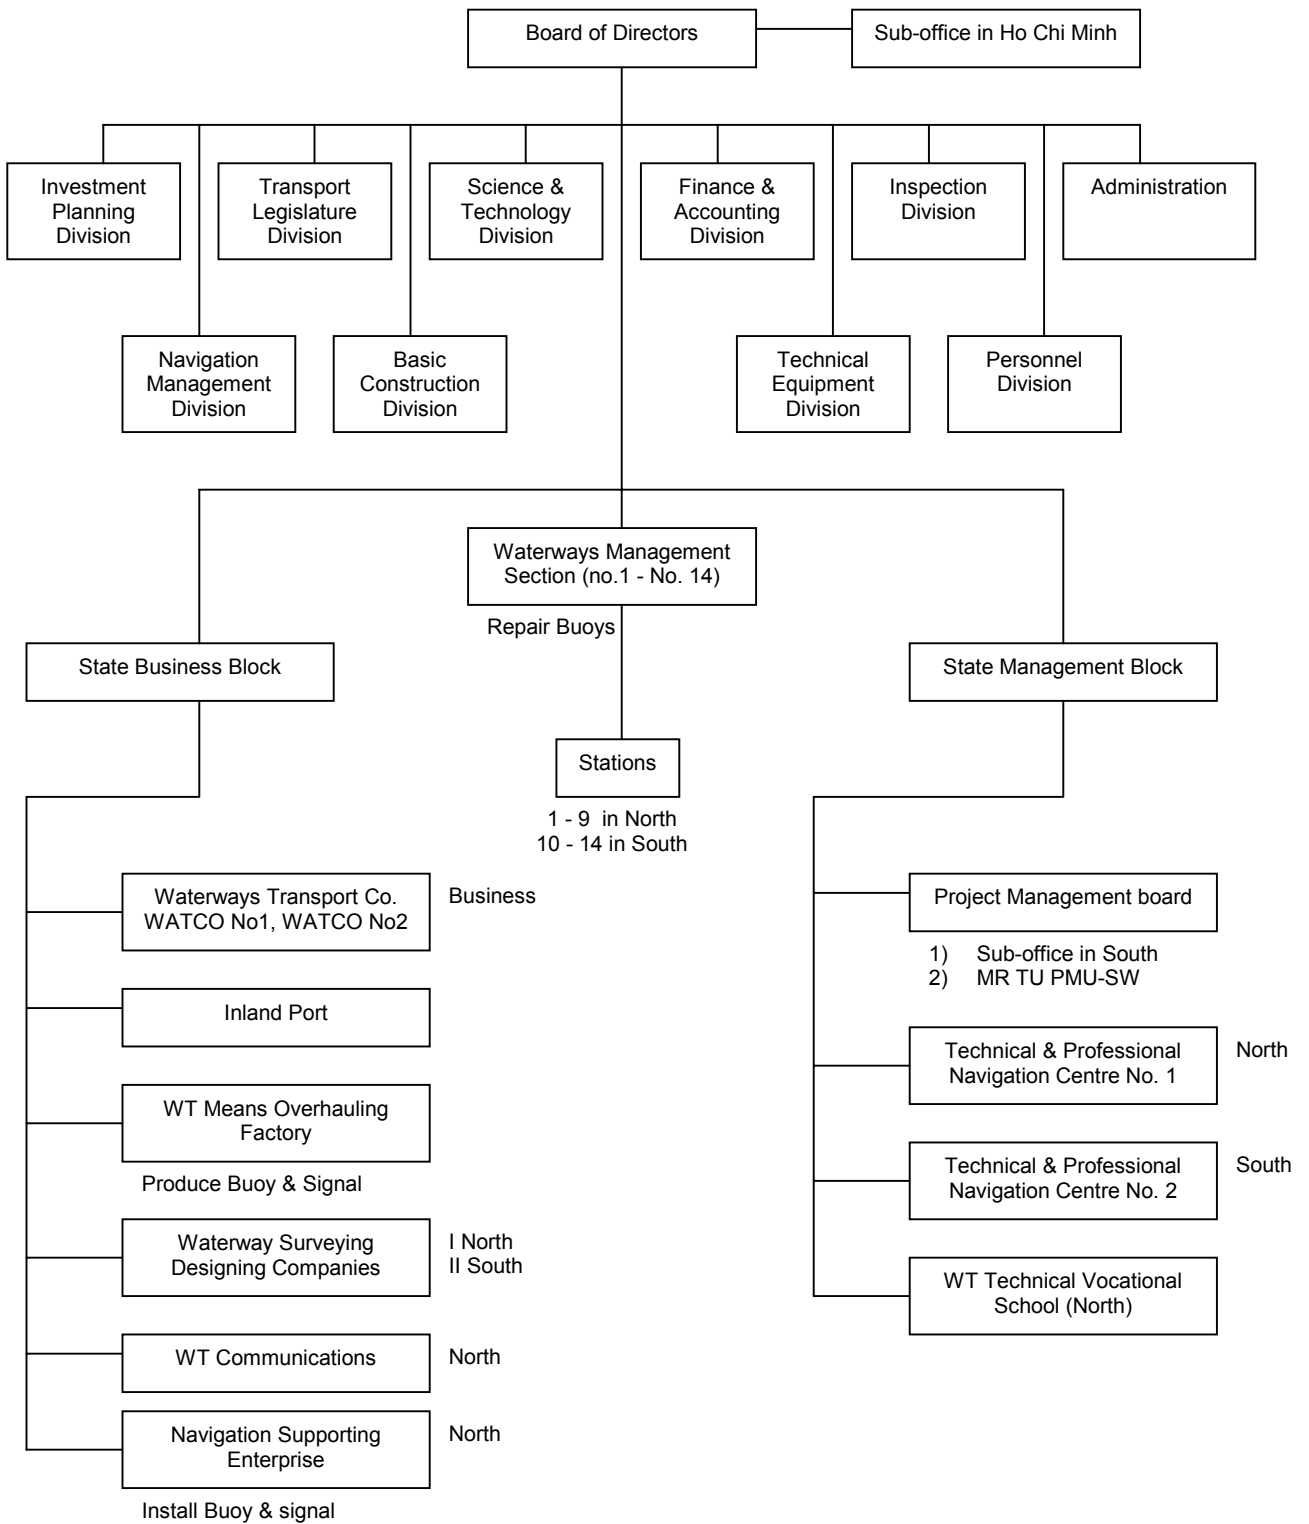 Board of Directors
Sub-office in Ho Chi Minh
Investment
Planning
Division
Transport
Legislature
Division
Science &
Technology
Division
Finance &
Accounting
Division
Inspection
Division
Administration
Navigation
Management
Division
Basic
Construction
Division
Technical
Equipment
Division
Personnel
Division
Waterways Management
Section (no.1 - No. 14)
Repair Buoys
State Business Block
State Management Block
Stations
1 - 9 in North
10 - 14 in South
Waterways Transport Co.
WATCO No1, WATCO No2
Business
Inland Port
WT Means Overhauling
Factory
Produce Buoy & Signal
Waterway Surveying
Designing Companies
I North
II South
WT Communications
North
Navigation Supporting
Enterprise
North
Install Buoy & signal
Project Management board
1) Sub-office in South
2) MR TU PMU-SW
Technical & Professional
Navigation Centre No. 1
North
Technical & Professional
Navigation Centre No. 2
South
WT Technical Vocational
School (North)